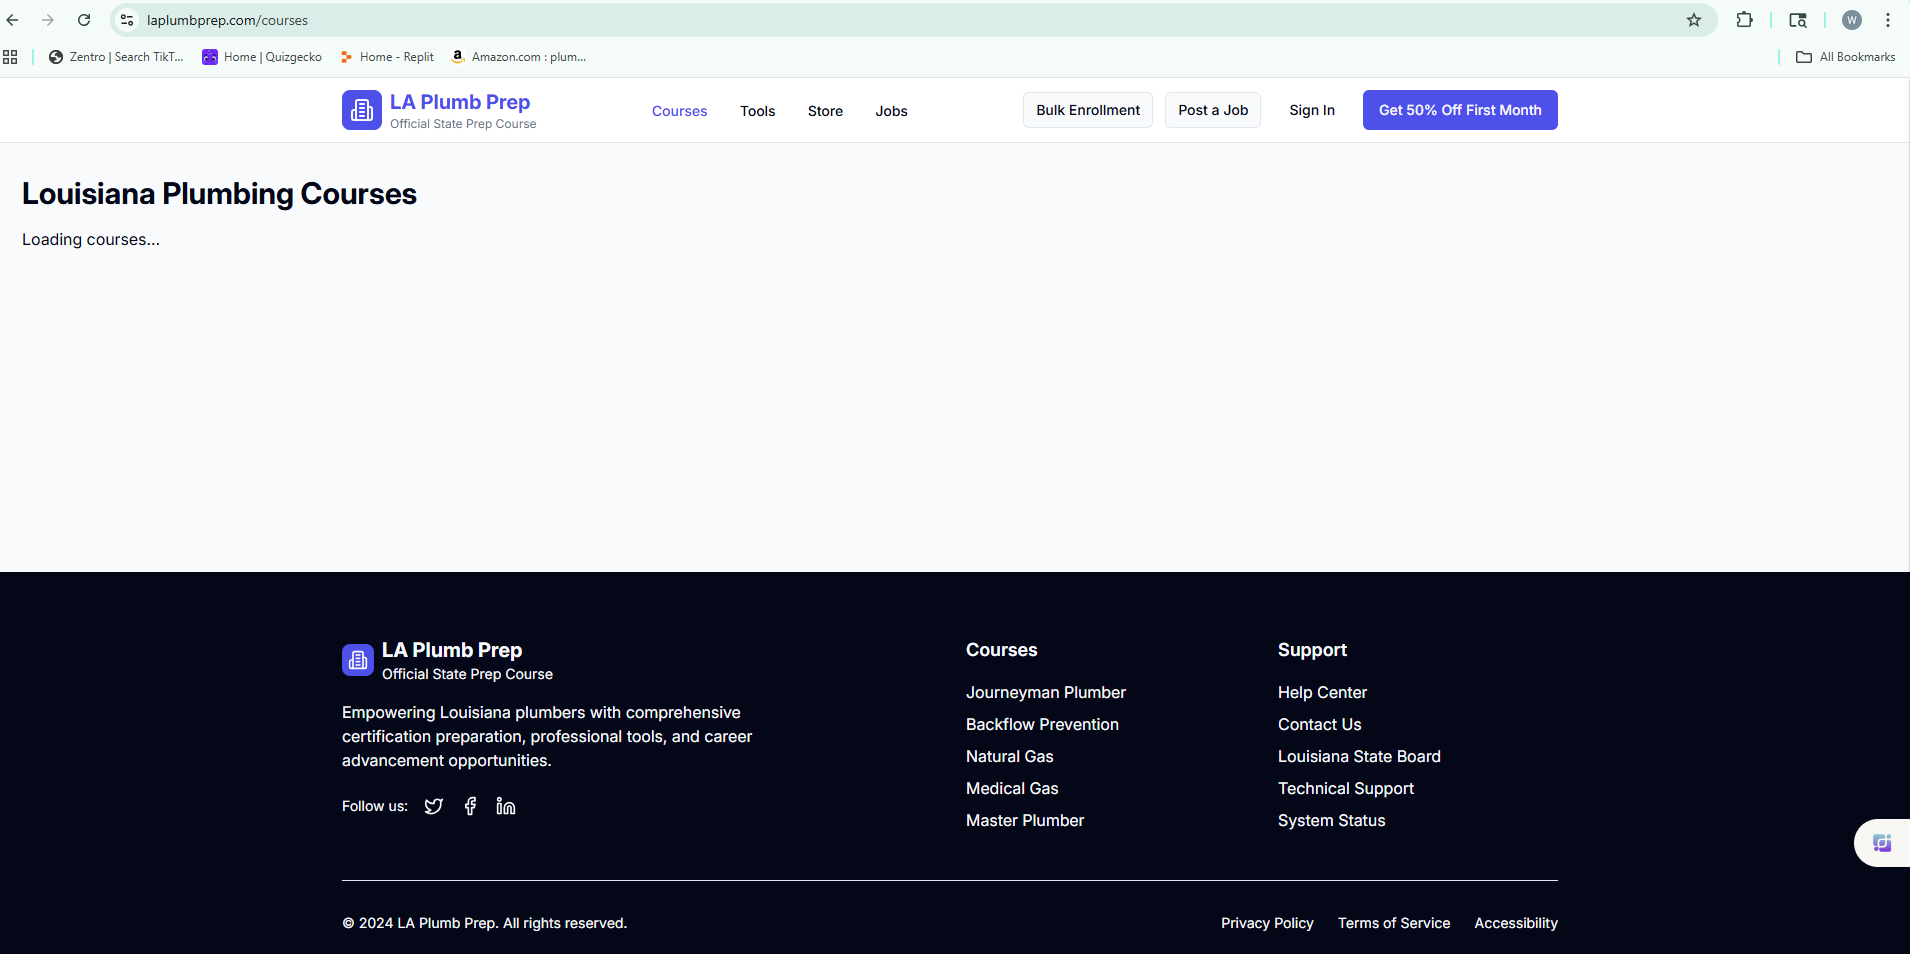 laplumbprep.com/courses
W
Zentro | Search TikT...
Home | Quizgecko
Home - Replit
Amazon.com : plum...
All Bookmarks
LA Plumb Prep
Official State Prep Course
Courses
Tools
Store
Jobs
Bulk Enrollment
Post a Job
Sign In
Get 50% Off First Month
Louisiana Plumbing Courses
Loading courses...
LA Plumb Prep
Official State Prep Course
Empowering Louisiana plumbers with comprehensive
certification preparation, professional tools, and career
advancement opportunities.
Follow us:
Courses
Journeyman Plumber
Backflow Prevention
Natural Gas
Medical Gas
Master Plumber
Support
Help Center
Contact Us
Louisiana State Board
Technical Support
System Status
© 2024 LA Plumb Prep. All rights reserved.
Privacy Policy
Terms of Service
Accessibility